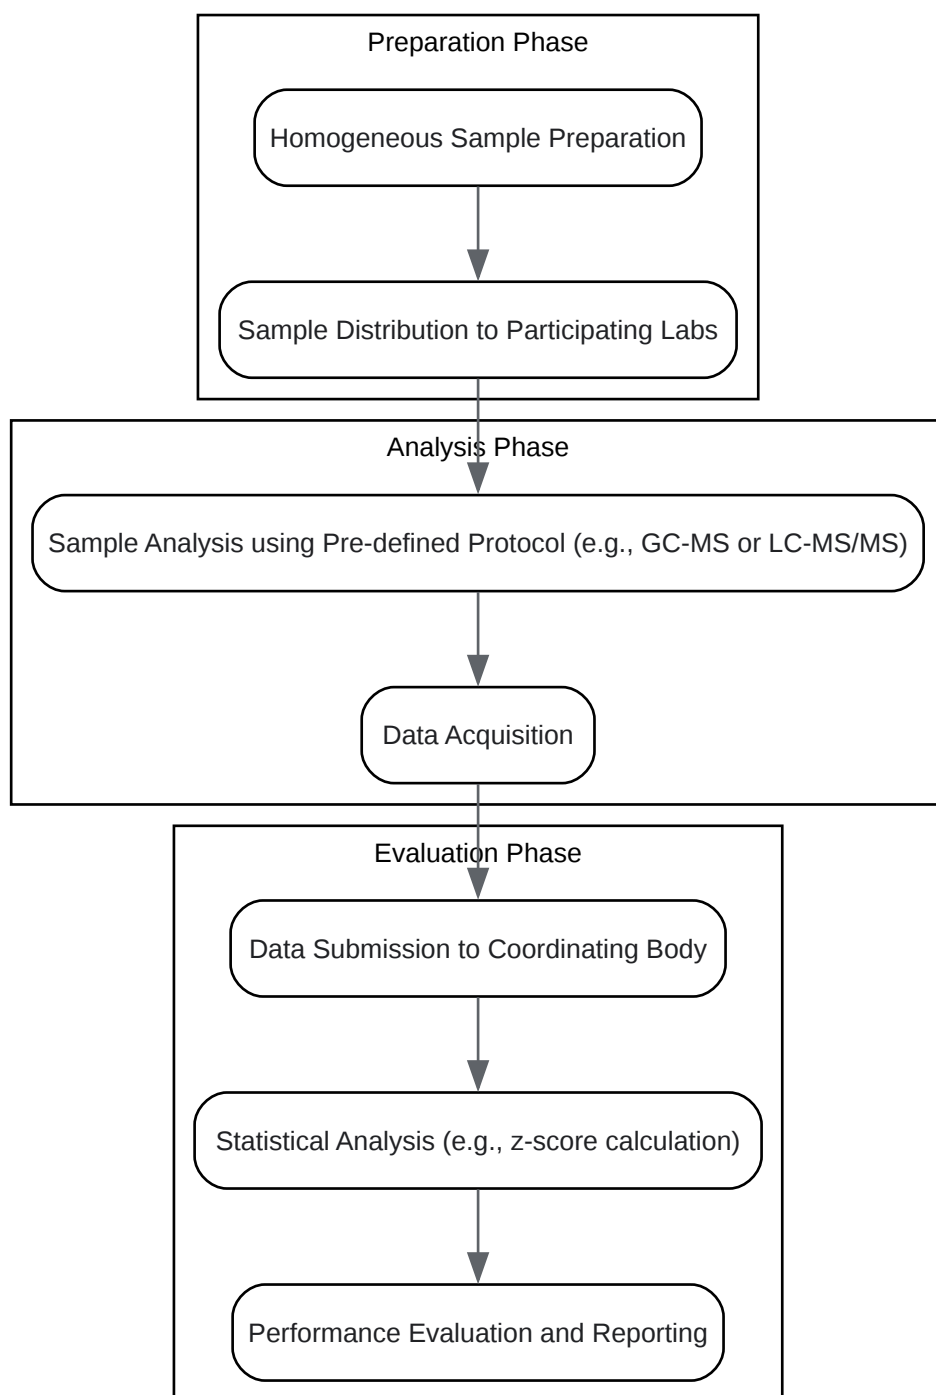 Preparation Phase
Homogeneous Sample Preparation
Sample Distribution to Participating Labs
Analysis Phase
Sample Analysis using Pre-defined Protocol (e.g., GC-MS or LC-MS/MS)
Data Acquisition
Evaluation Phase
Data Submission to Coordinating Body
Statistical Analysis (e.g., z-score calculation)
Performance Evaluation and Reporting